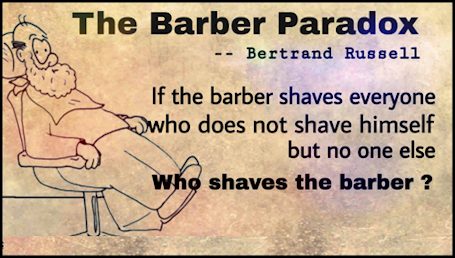 The Barber Paradox
-- Bertrand Russell
If the barber shaves everyone
who does not shave himself
but no one else
Who shaves the barber ?